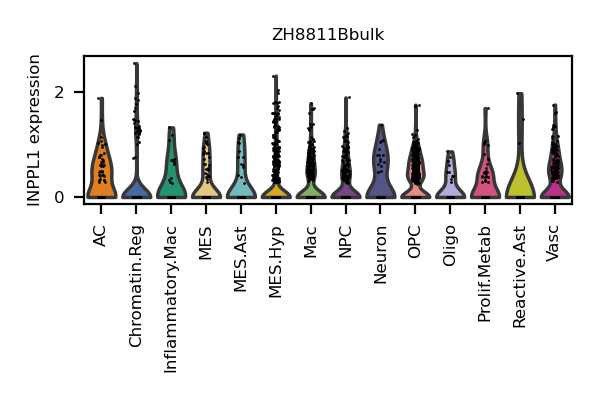 ZH8811Bbulk
INPPL1 expression
2
0
AC
Chromatin.Reg
Inflammatory.Mac
MES
MES.Ast
MES.Hyp
Mac
NPC
Neuron
OPC
Oligo
Prolif.Metab
Reactive.Ast
Vasc